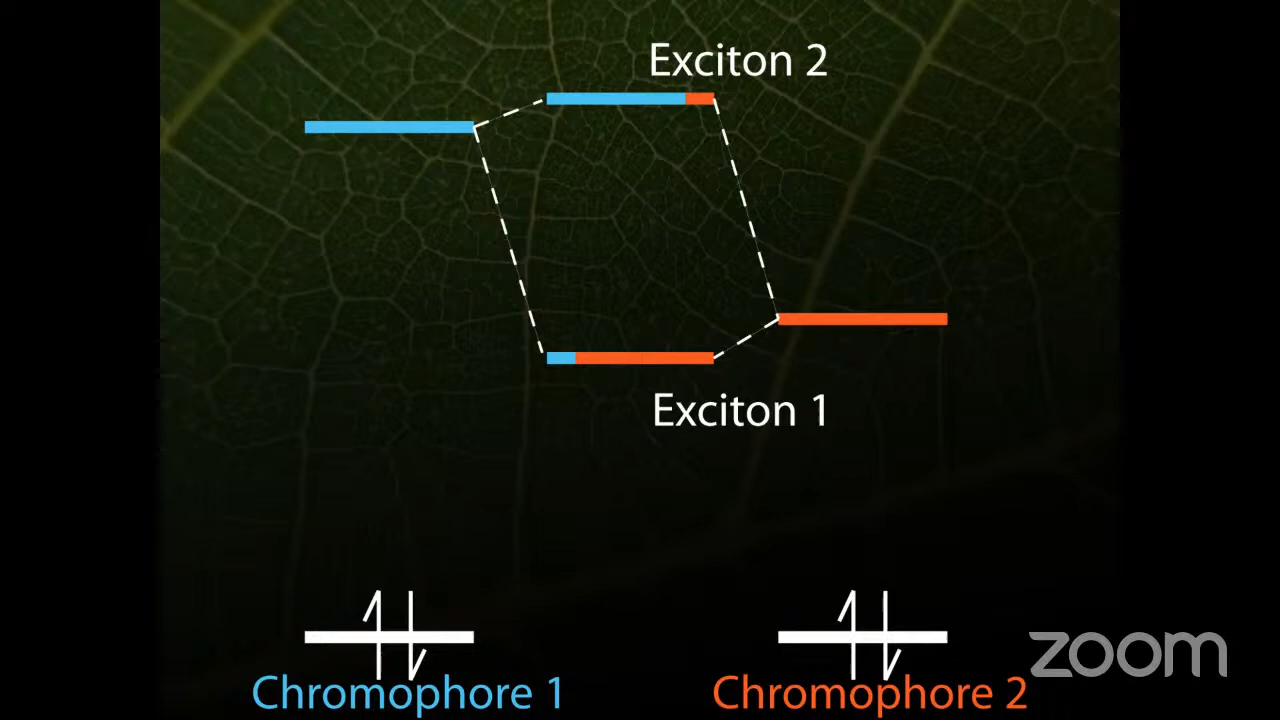 Exciton 2
Exciton 1
Chromophore 1
Chromophore 2
zoom